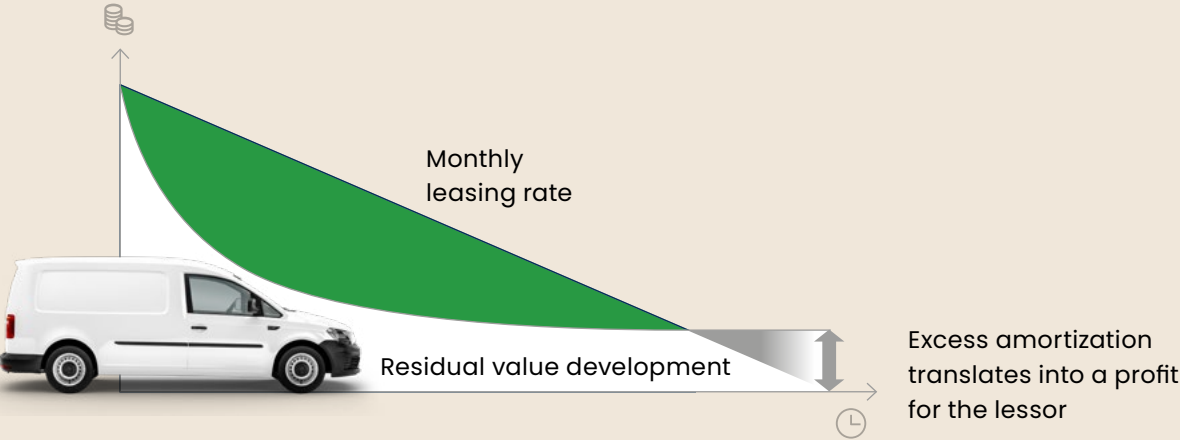 Monthly
leasing rate
Residual value development
Excess amortization
translates into a profit
for the lessor